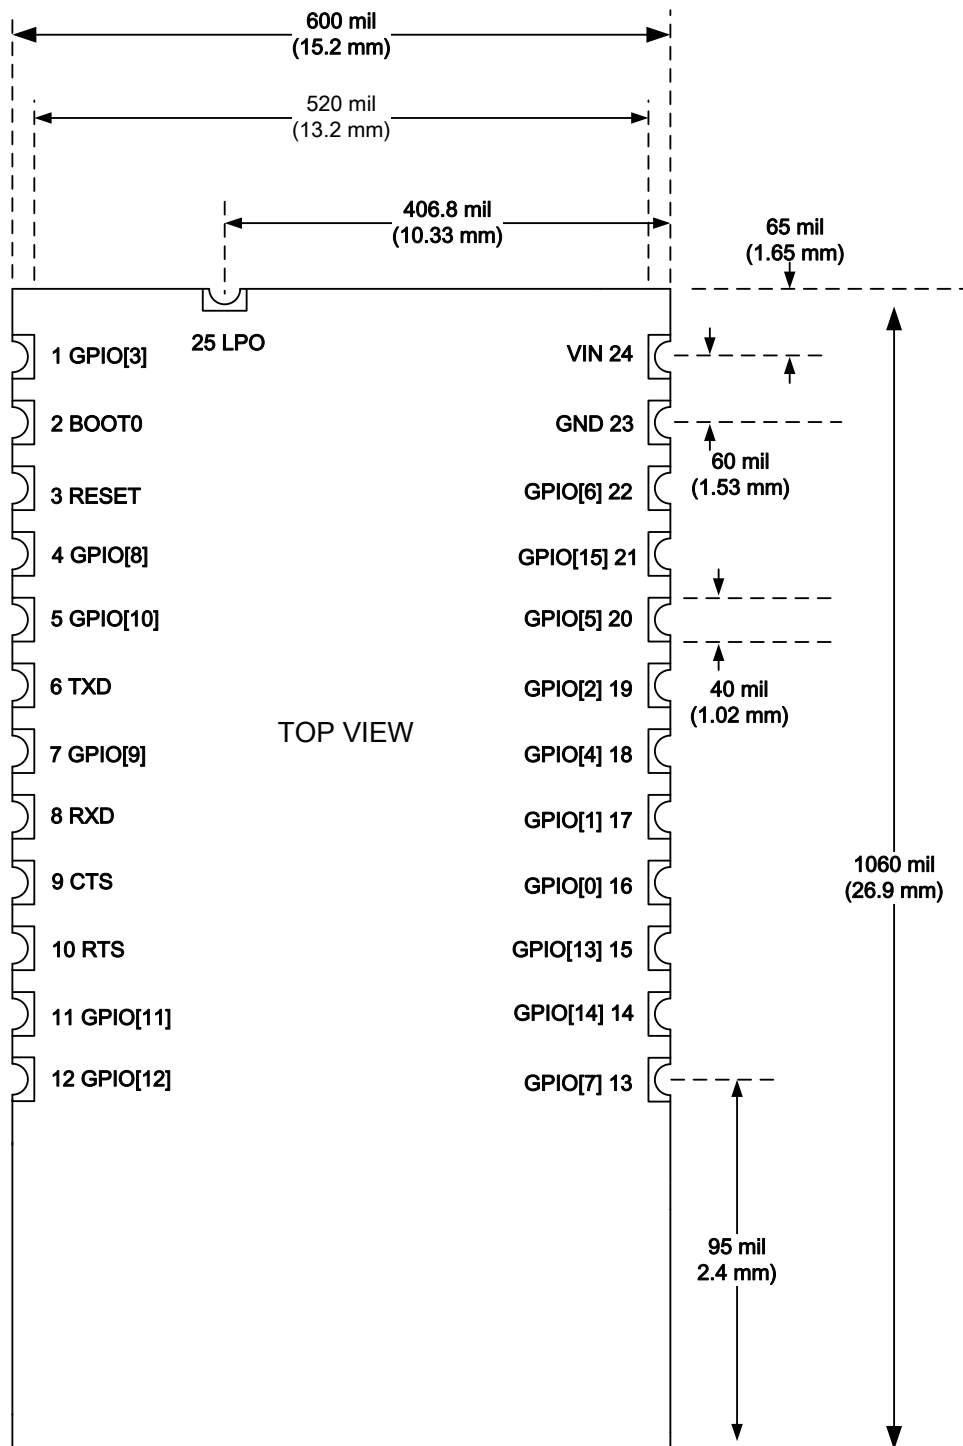 600 mil
(15.2 mm)
520 mil
(13.2 mm)
406.8 mil
(10.33 mm)
65 mil
(1.65 mm)
25 LPO
1 GPIO[3]
VIN 24
2 BOOT0
GND 23
60 mil
(1.53 mm)
3 RESET
GPIO[6] 22
4 GPIO[8]
GPIO[15] 21
5 GPIO[10]
GPIO[5] 20
6 TXD
GPIO[2] 19
40 mil
(1.02 mm)
TOP VIEW
7 GPIO[9]
GPIO[4] 18
8 RXD
GPIO[1] 17
9 CTS
GPIO[0] 16
1060 mil
(26.9 mm)
10 RTS
GPIO[13] 15
11 GPIO[11]
GPIO[14] 14
12 GPIO[12]
GPIO[7] 13
95 mil
2.4 mm)